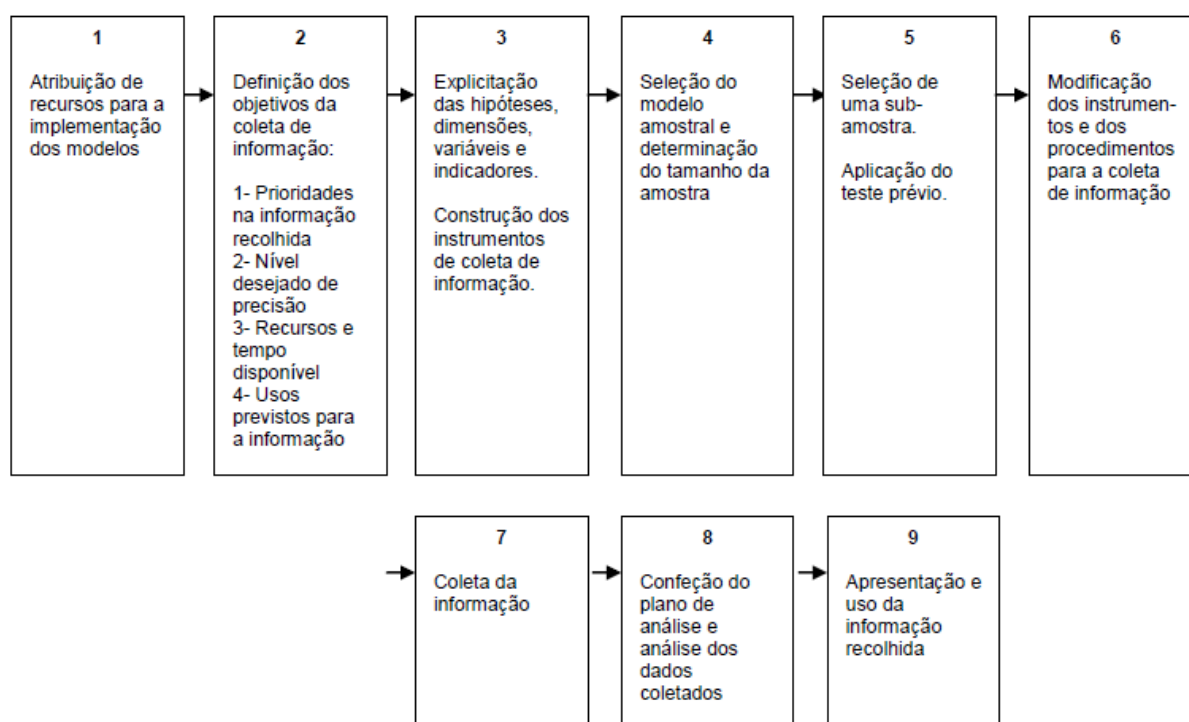 1
Atribuição de
recursos para a
implementação
dos modelos
2
Definição dos
objetivos da
coleta de
informação:
1- Prioridades
na informação
recolhida
2- Nível
desejado de
precisão
3- Recursos e
tempo
disponível
4- Usos
previstos para
a informação
3
Explicitação
das hipóteses,
dimensões,
variáveis e
indicadores.
Construção dos
instrumentos
de coleta de
informação.
4
Seleção do
modelo
amostral e
determinação
do tamanho da
amostra
5
Seleção de
uma sub-
amostra.
Aplicação do
teste prévio.
6
Modificação
dos instrumen-
tos e dos
procedimentos
para a coleta
de informação
7
Coleta da
informação
8
Confeção do
plano de
análise e
análise dos
dados
coletados
9
Apresentação e
uso da
informação
recolhida